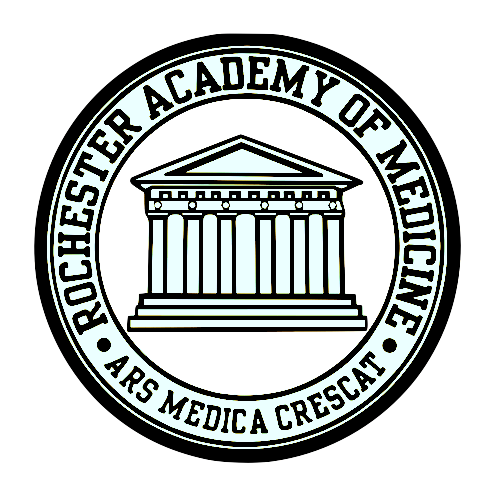 ROCHESTER ACADEMY OF MEDICINE
• ARS MEDICA CRESCAT •